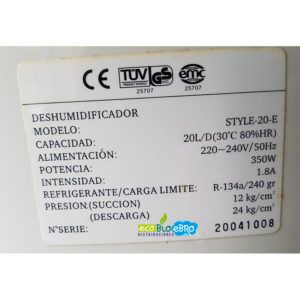 CE TÜV GS emc
25707 25707
DESHUMIDIFICADOR
MODELO: STYLE-20-E
CAPACIDAD: 20L/D(30℃ 80%HR)
ALIMENTACIÓN: 220~240V/50Hz
POTENCIA: 350W
INTENSIDAD: 1.8A
REFRIGERANTE/CARGA LIMITE: R-134a/240 gr
PRESION:(SUCCION) 12 kg/cm²
(DESCARGA) 24 kg/cm²
ecoBioeBRO
DISTRIBUCIONES
N°SERIE: 20041008